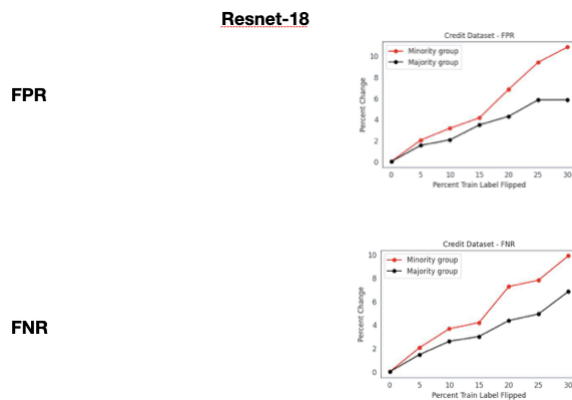 Resnet-18
FPR
Credit Dataset - FPR
Minority group
Majority group
Percent Change
10
8
6
4
2
0
0 5 10 15 20 25 30
Percent Train Label Flipped
FNR
Credit Dataset - FNR
Minority group
Majority group
Percent Change
10
8
6
4
2
0
0 5 10 15 20 25 30
Percent Train Label Flipped